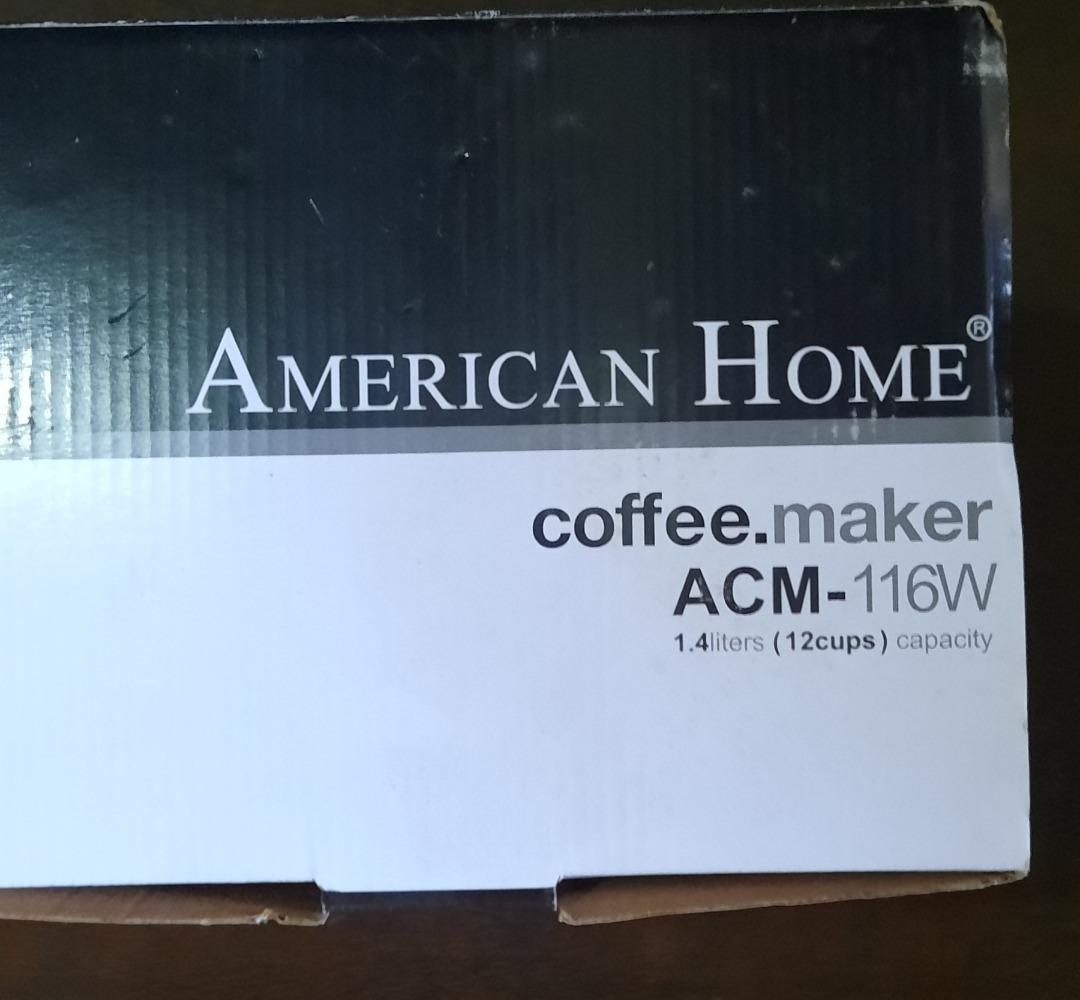 AMERICAN HOME®
coffee.maker
ACM-116W
1.4liters (12cups) capacity